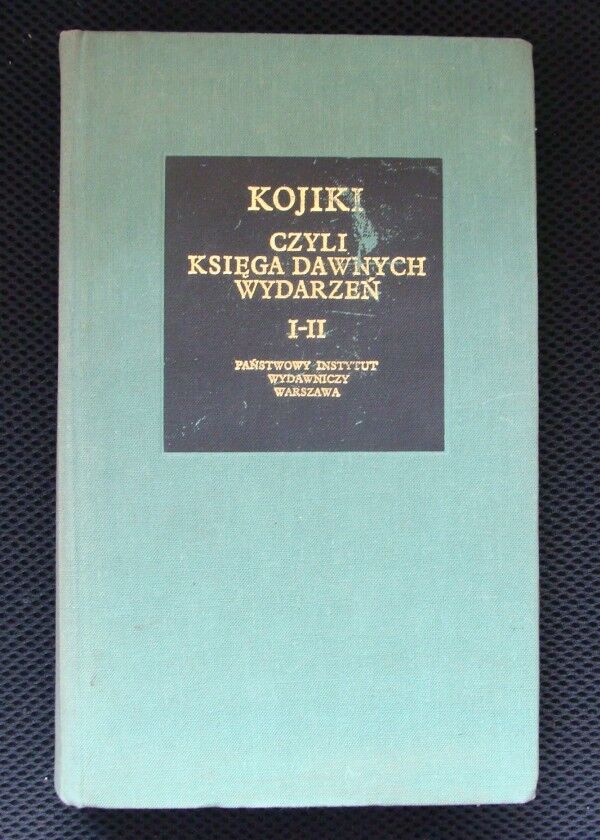 KOJIKI
CZYLI
KSIĘGA DAWNYCH
WYDARZEŃ
I-II
PAŃSTWOWY INSTYTUT
WYDAWNICZY
WARSZAWA